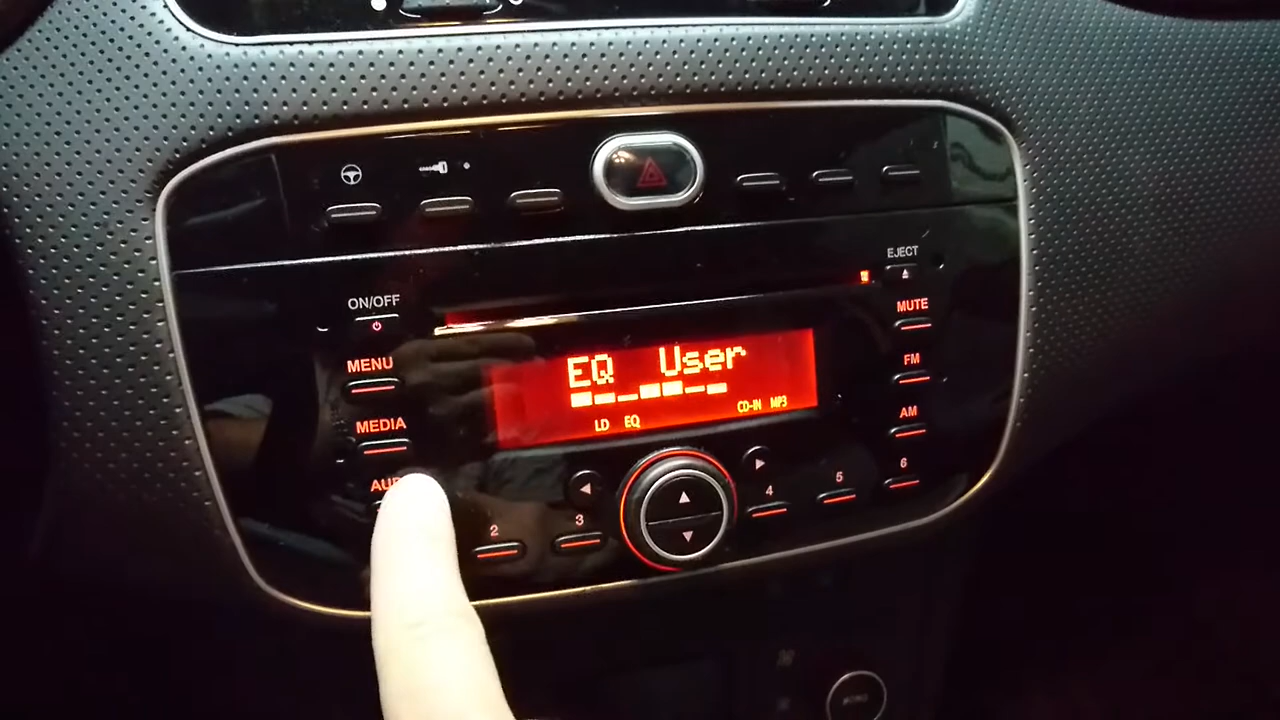 ON/OFF
MENU
MEDIA
EJECT
MUTE
FM
AM
EQ User
LD EQ CD-IN MP3
2 3 4 5 6
MONO